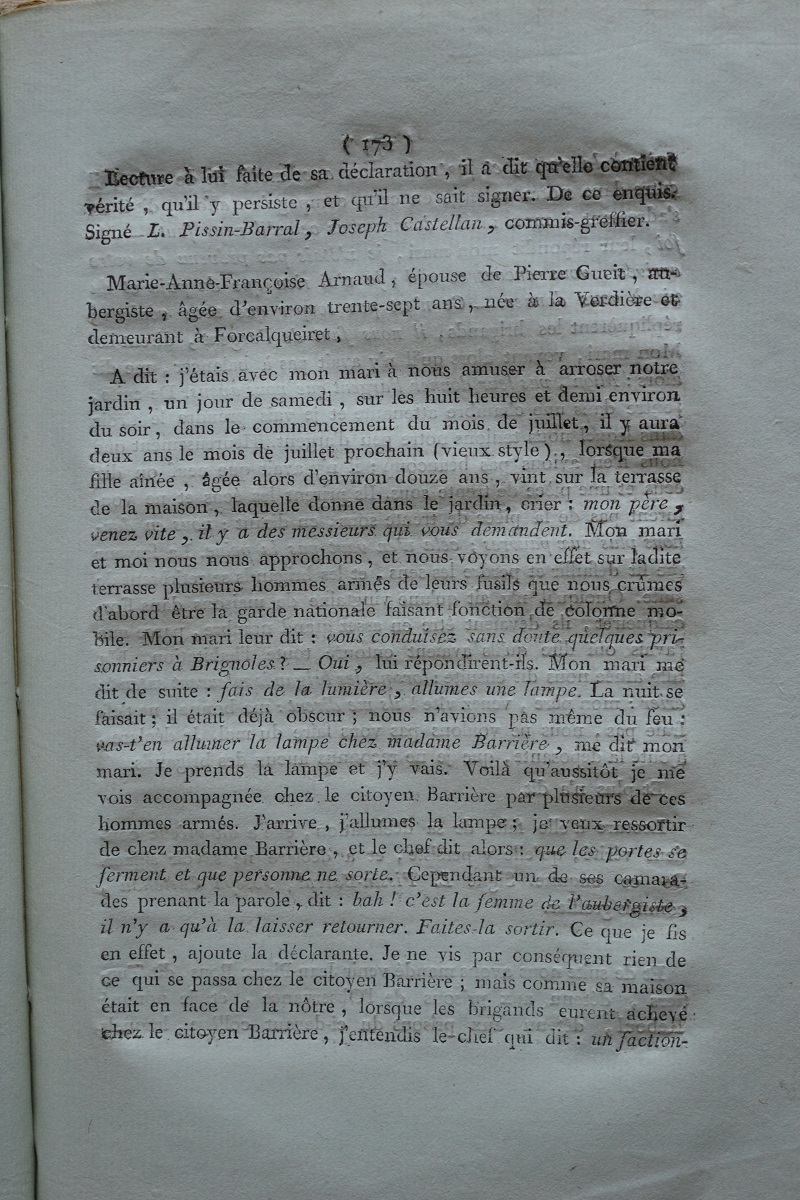 ( 173 )
Lecture à lui faite de sa déclaration, il a dit qu'elle contient
vérité, qu'il y persiste, et qu'il ne sait signer. De ce enquis.
Signé L. Pissin-Barral, Joseph Castellan, commis-greffier.
Marie-Anne-Françoise Arnaud, épouse de Pierre Gueit, au-
bergiste, âgée d'environ trente-sept ans, née à la Verdière et
demeurant à Forcalqueiret,
A dit : j'étais avec mon mari à nous amuser à arroser notre
jardin, un jour de samedi, sur les huit heures et demi environ
du soir, dans le commencement du mois de juillet, il y aura
deux ans le mois de juillet prochain (vieux style), lorsque ma
fille aînée, âgée alors d'environ douze ans, vint sur la terrasse
de la maison, laquelle donne dans le jardin, crier : mon père,
venez vite, il y a des messieurs qui vous demandent. Mon mari
et moi nous nous approchons, et nous voyons en effet sur ladite
terrasse plusieurs hommes armés de leurs fusils que nous crûmes
d'abord être la garde nationale faisant fonction de colonne mo-
bile. Mon mari leur dit : vous conduisez sans doute quelques pri-
sonniers à Brignoles ? — Oui, lui répondirent-ils. Mon mari me
dit de suite : fais de la lumière, allumes une lampe. La nuit se
faisait ; il était déjà obscur ; nous n'avions pas même du feu :
vas-t'en allumer la lampe chez madame Barrière, me dit mon
mari. Je prends la lampe et j'y vais. Voilà qu'aussitôt je me
vois accompagnée chez le citoyen Barrière par plusieurs de ces
hommes armés. J'arrive, j'allumes la lampe ; je veux ressortir
de chez madame Barrière, et le chef dit alors : que les portes se
ferment et que personne ne sorte. Cependant un de ses camara-
des prenant la parole, dit : bah ! c'est la femme de l'aubergiste,
il n'y a qu'à la laisser retourner. Faites-la sortir. Ce que je fis
en effet, ajoute la déclarante. Je ne vis par conséquent rien de
ce qui se passa chez le citoyen Barrière ; mais comme sa maison
était en face de la nôtre, lorsque les brigands eurent achevé
chez le citoyen Barrière, j'entendis le chef qui dit : un faction-